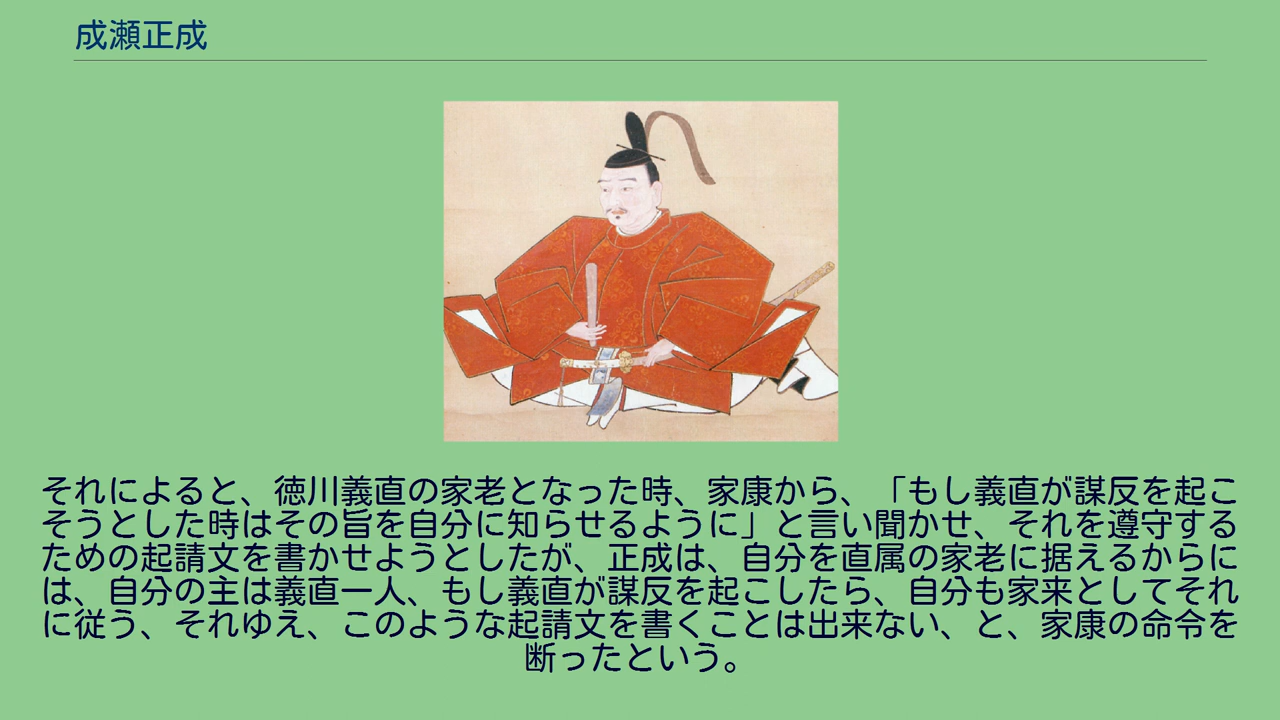 成瀬正成
それによると、徳川義直の家老となった時、家康から、「もし義直が謀反を起こ
そうとした時はその旨を自分に知らせるように」と言い聞かせ、それを遵守する
ための起請文を書かせようとしたが、正成は、自分を直属の家老に据えるからに
は、自分の主は義直一人、もし義直が謀反を起こしたら、自分も家来としてそれ
に従う、それゆえ、このような起請文を書くことは出来ない、と、家康の命令を
断ったという。